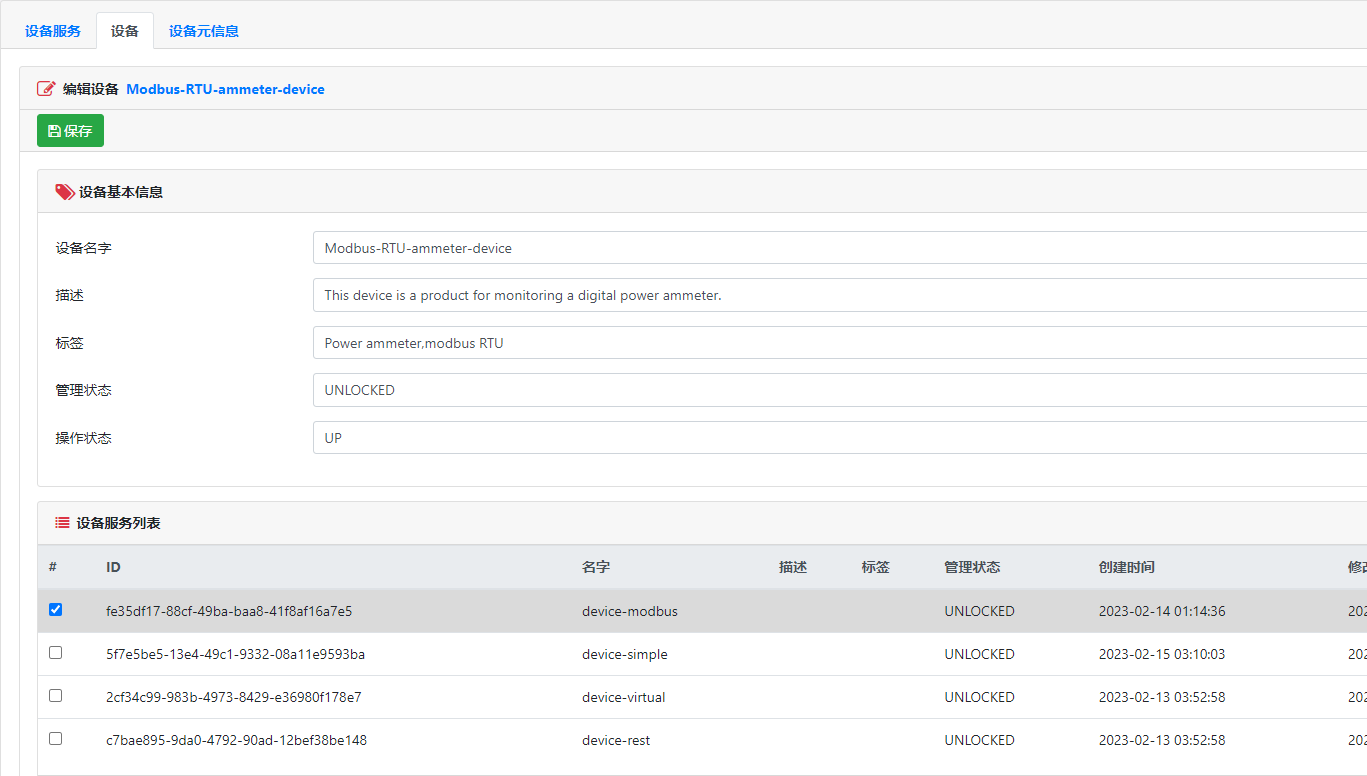 设备服务 设备 设备元信息
编辑设备 Modbus-RTU-ammeter-device
保存
设备基本信息
设备名字 Modbus-RTU-ammeter-device
描述 This device is a product for monitoring a digital power ammeter.
标签 Power ammeter,modbus RTU
管理状态 UNLOCKED
操作状态 UP
设备服务列表
# ID 名字 描述 标签 管理状态 创建时间 修
fe35df17-88cf-49ba-baa8-41f8af16a7e5 device-modbus UNLOCKED 2023-02-14 01:14:36 202
5f7e5be5-13e4-49c1-9332-08a11e9593ba device-simple UNLOCKED 2023-02-15 03:10:03 202
2cf34c99-983b-4973-8429-e36980f178e7 device-virtual UNLOCKED 2023-02-13 03:52:58 202
c7bae895-9da0-4792-90ad-12bef38be148 device-rest UNLOCKED 2023-02-13 03:52:58 202